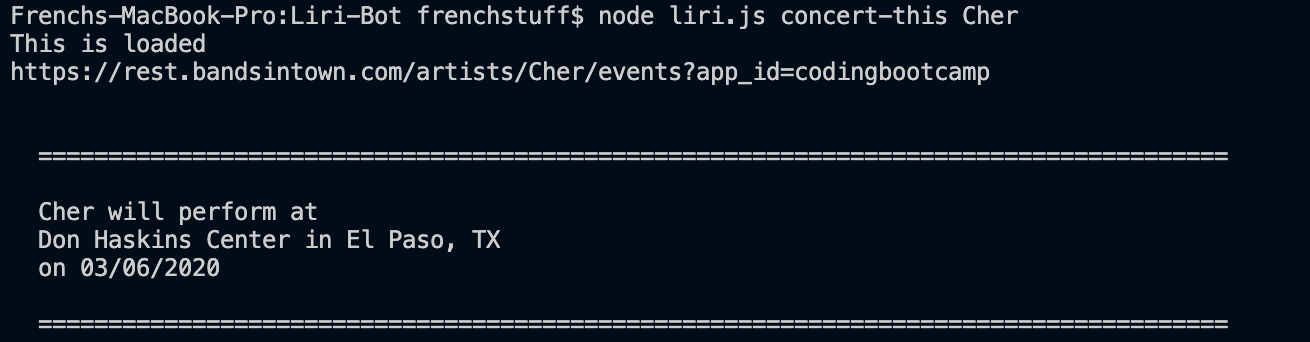 Frenchs-MacBook-Pro:Liri-Bot frenchstuff$ node liri.js concert-this Cher
This is loaded
https://rest.bandsintown.com/artists/Cher/events?app_id=codingbootcamp
=====================================================================================
Cher will perform at
Don Haskins Center in El Paso, TX
on 03/06/2020
=====================================================================================